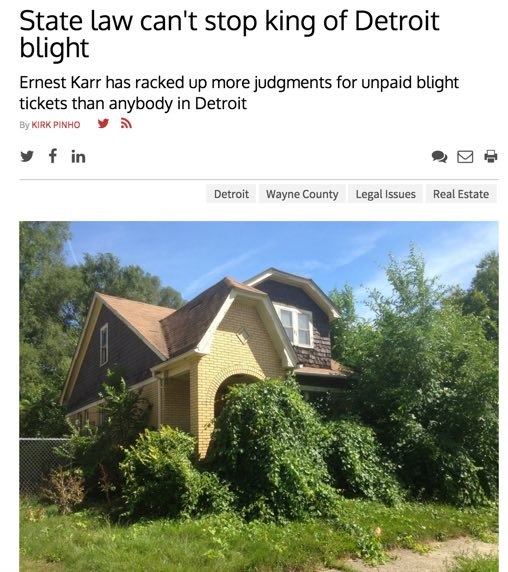 State law can't stop king of Detroit
blight
Ernest Karr has racked up more judgments for unpaid blight
tickets than anybody in Detroit
By KIRK PINHO
Detroit
Wayne County
Legal Issues
Real Estate